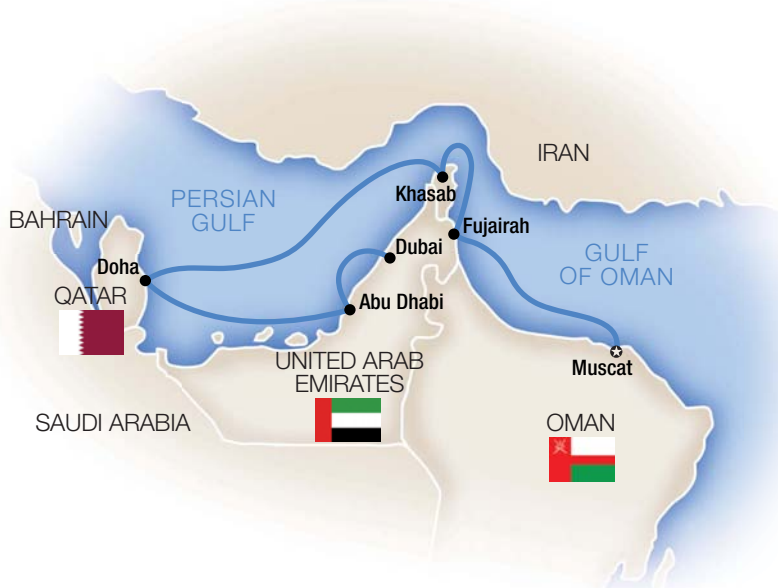 IRAN
Khasab
PERSIAN
GULF
BAHRAIN
Fujairah
Dubai
GULF
OF OMAN
Doha
QATAR
Abu Dhabi
UNITED ARAB
EMIRATES
Muscat
SAUDI ARABIA
OMAN